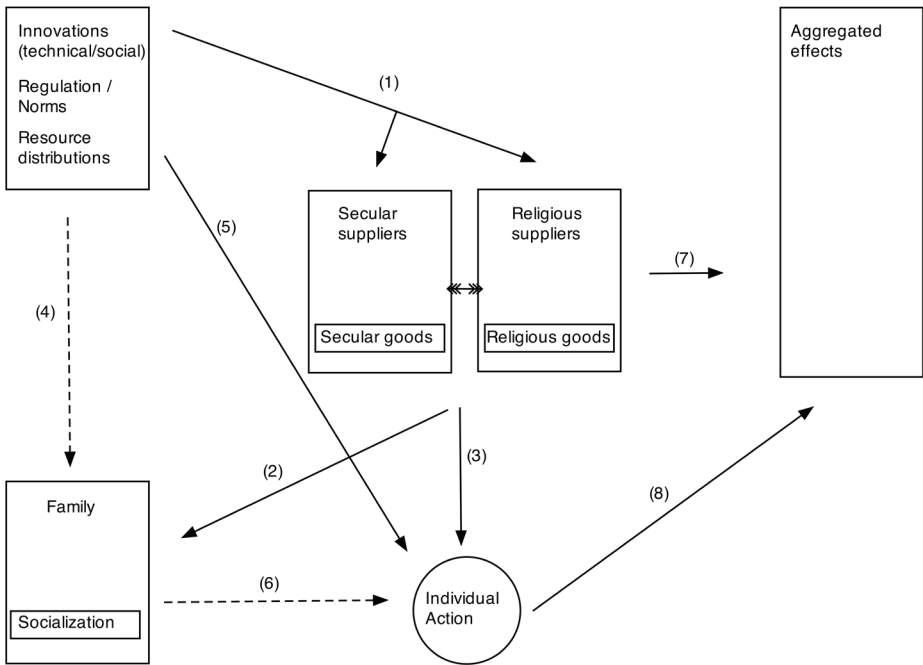 Innovations
(technical/social)
Regulation /
Norms
Resource
distributions
(1)
Aggregated
effects
(5)
Secular
suppliers
Religious
suppliers
(7)
(4)
Secular goods
Religious goods
(2)
(3)
(8)
Family
(6)
Individual
Action
Socialization